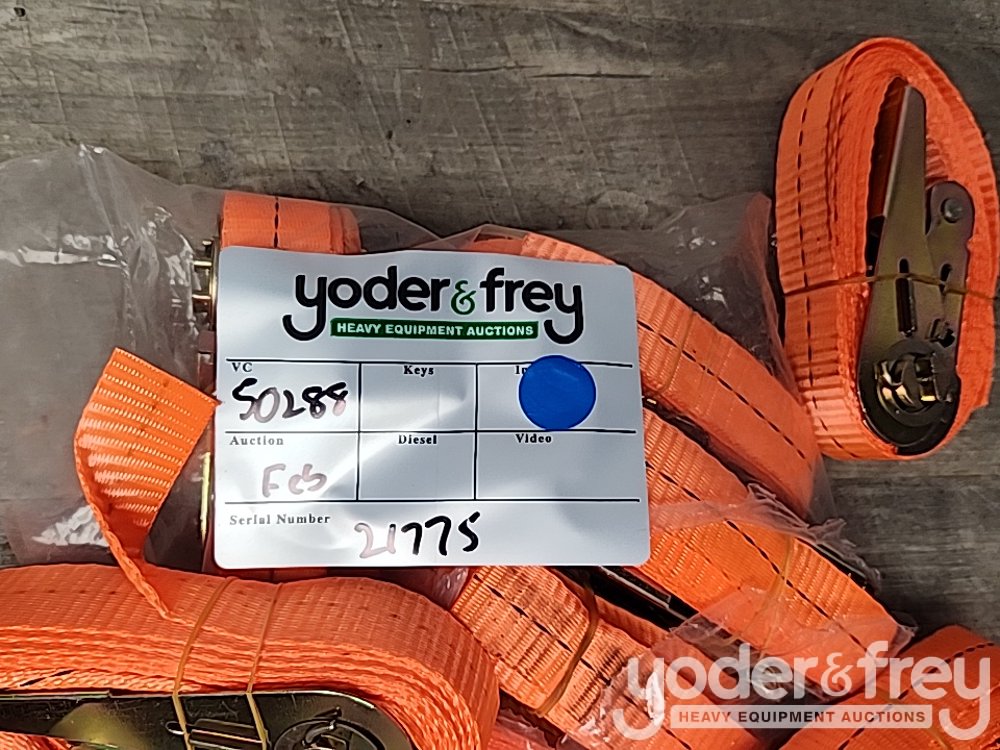 yoder&frey
HEAVY EQUIPMENT AUCTIONS
VC Keys
50288
Auction Diesel Video
Feb
Serial Number
21775
yoder&frey
HEAVY EQUIPMENT AUCTIONS